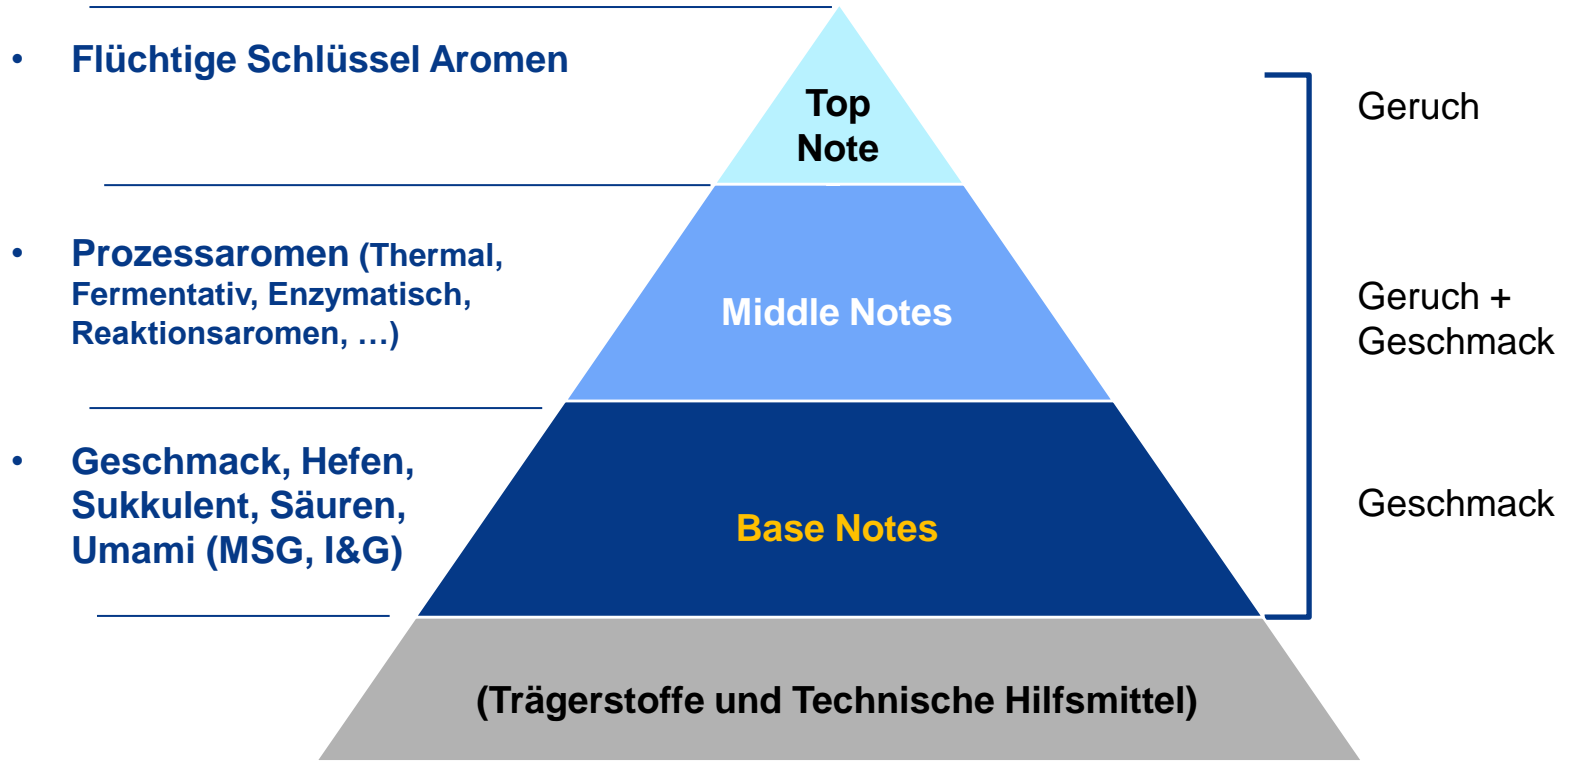 • Flüchtige Schlüssel Aromen
Top
Note
Geruch
• Prozessaromen (Thermal,
Fermentativ, Enzymatisch,
Reaktionsaromen, …)
Middle Notes
Geruch +
Geschmack
• Geschmack, Hefen,
Sukkulent, Säuren,
Umami (MSG, I&G)
Base Notes
Geschmack
(Trägerstoffe und Technische Hilfsmittel)